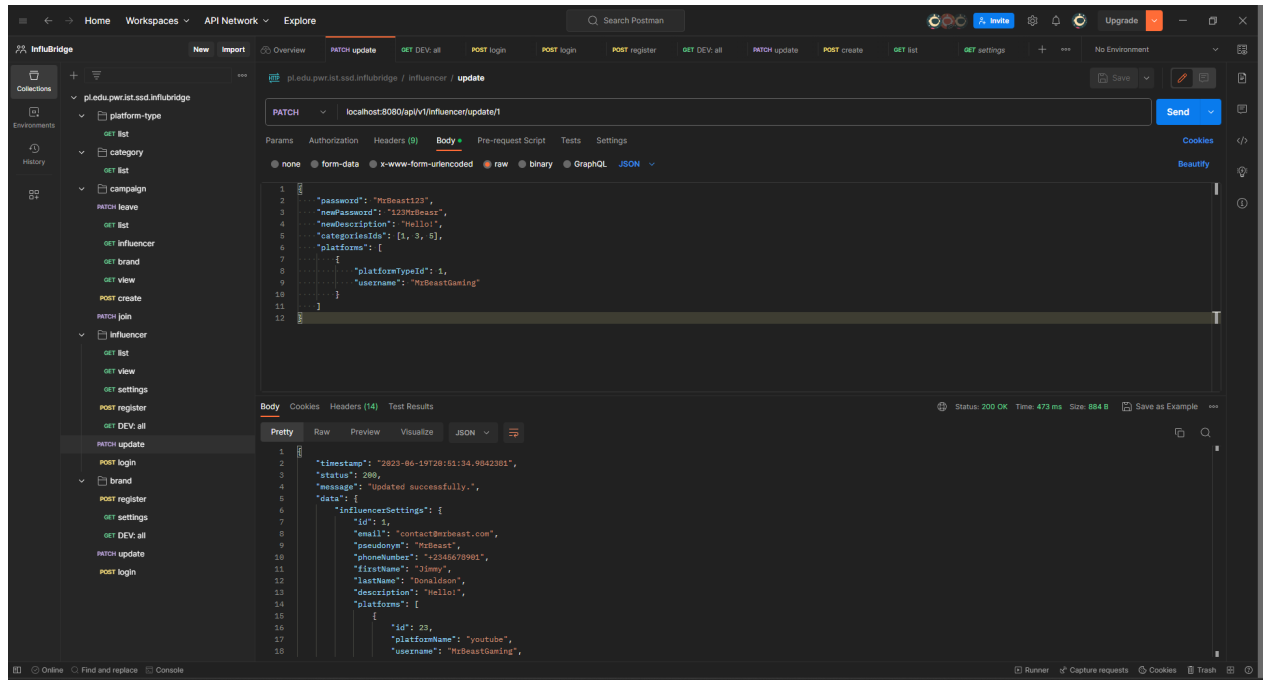 Home Workspaces API Network Explore Search Postman Invite Upgrade
InfluBridge New Import Overview PATCH update GET DEV: all POST login POST login POST register GET DEV: all PATCH update POST create GET list GET settings No Environment
Collections
Environments
History
pl.edu.pwr.ist.ssd.influbridge
platform-type
GET list
category
GET list
campaign
PATCH leave
GET list
GET influencer
GET brand
GET view
POST create
PATCH join
influencer
GET list
GET view
GET settings
POST register
GET DEV: all
PATCH update
POST login
brand
POST register
GET settings
GET DEV: all
PATCH update
POST login
HTTP pl.edu.pwr.ist.ssd.influbridge / influencer / update Save
PATCH localhost:8080/api/v1/influencer/update/1 Send
Params Authorization Headers (9) Body Pre-request Script Tests Settings Cookies
none form-data x-www-form-urlencoded raw binary GraphQL JSON Beautify
1 {
2 "password": "MrBeast123",
3 "newPassword": "123MrBeasr",
4 "newDescription": "Hello!",
5 "categoriesIds": [1, 3, 5],
6 "platforms": [
7 {
8 "platformTypeId": 1,
9 "username": "MrBeastGaming"
10 }
11 ]
12 }
Body Cookies Headers (14) Test Results Status: 200 OK Time: 473 ms Size: 884 B Save as Example
Pretty Raw Preview Visualize JSON
1 {
2 "timestamp": "2023-06-19T20:51:34.9842381",
3 "status": 200,
4 "message": "Updated successfully.",
5 "data": {
6 "influencerSettings": {
7 "id": 1,
8 "email": "contact@mrbeast.com",
9 "pseudonym": "MrBeast",
10 "phoneNumber": "+2345678901",
11 "firstName": "Jimmy",
12 "lastName": "Donaldson",
13 "description": "Hello!",
14 "platforms": [
15 {
16 "id": 23,
17 "platformName": "youtube",
18 "username": "MrBeastGaming",
Online Find and replace Console Runner Capture requests Cookies Trash